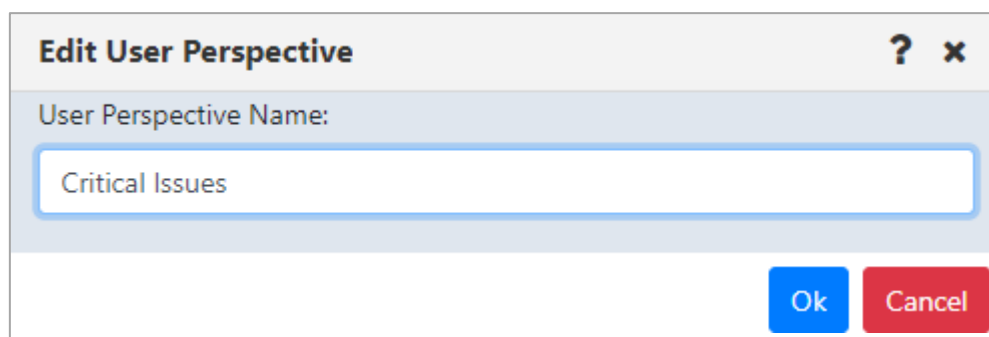 Edit User Perspective ? ×
User Perspective Name:
Critical Issues
Ok Cancel